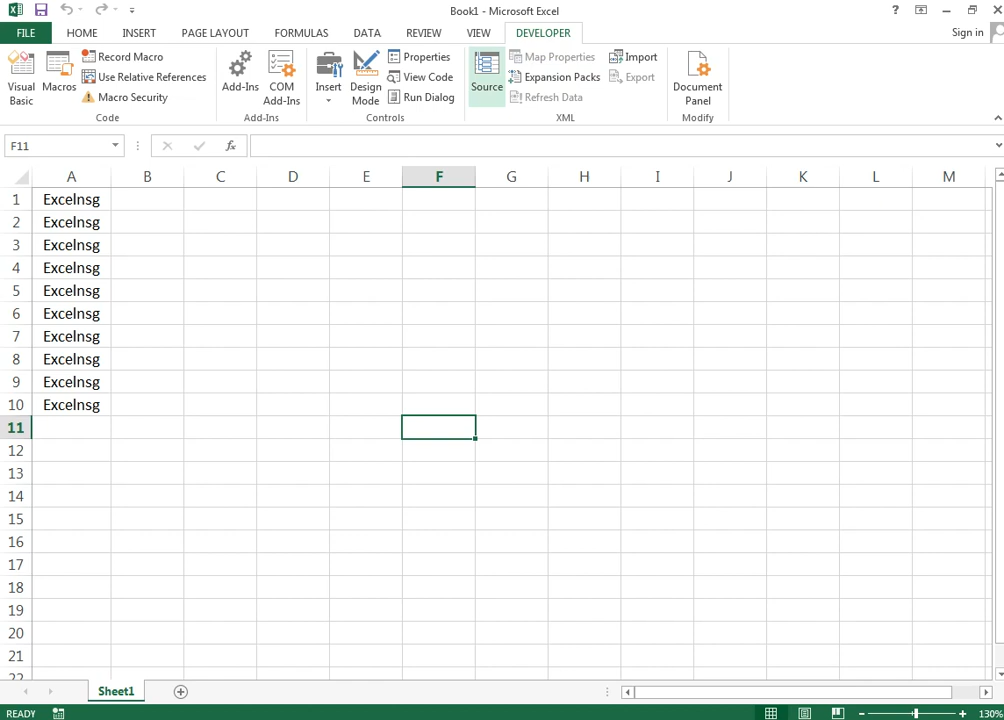 Book1 - Microsoft Excel
?
FILE HOME INSERT PAGE LAYOUT FORMULAS DATA REVIEW VIEW DEVELOPER Sign in
Visual Basic
Macros
Record Macro
Use Relative References
Macro Security
Code
Add-Ins
COM Add-Ins
Add-Ins
Insert
Design Mode
Properties
View Code
Run Dialog
Controls
Source
Map Properties
Expansion Packs
Refresh Data
Import
Export
XML
Document Panel
Modify
F11 fx
A B C D E F G H I J K L M
1 Excelnsg
2 Excelnsg
3 Excelnsg
4 Excelnsg
5 Excelnsg
6 Excelnsg
7 Excelnsg
8 Excelnsg
9 Excelnsg
10 Excelnsg
11
12
13
14
15
16
17
18
19
20
21
22
Sheet1
READY 130%